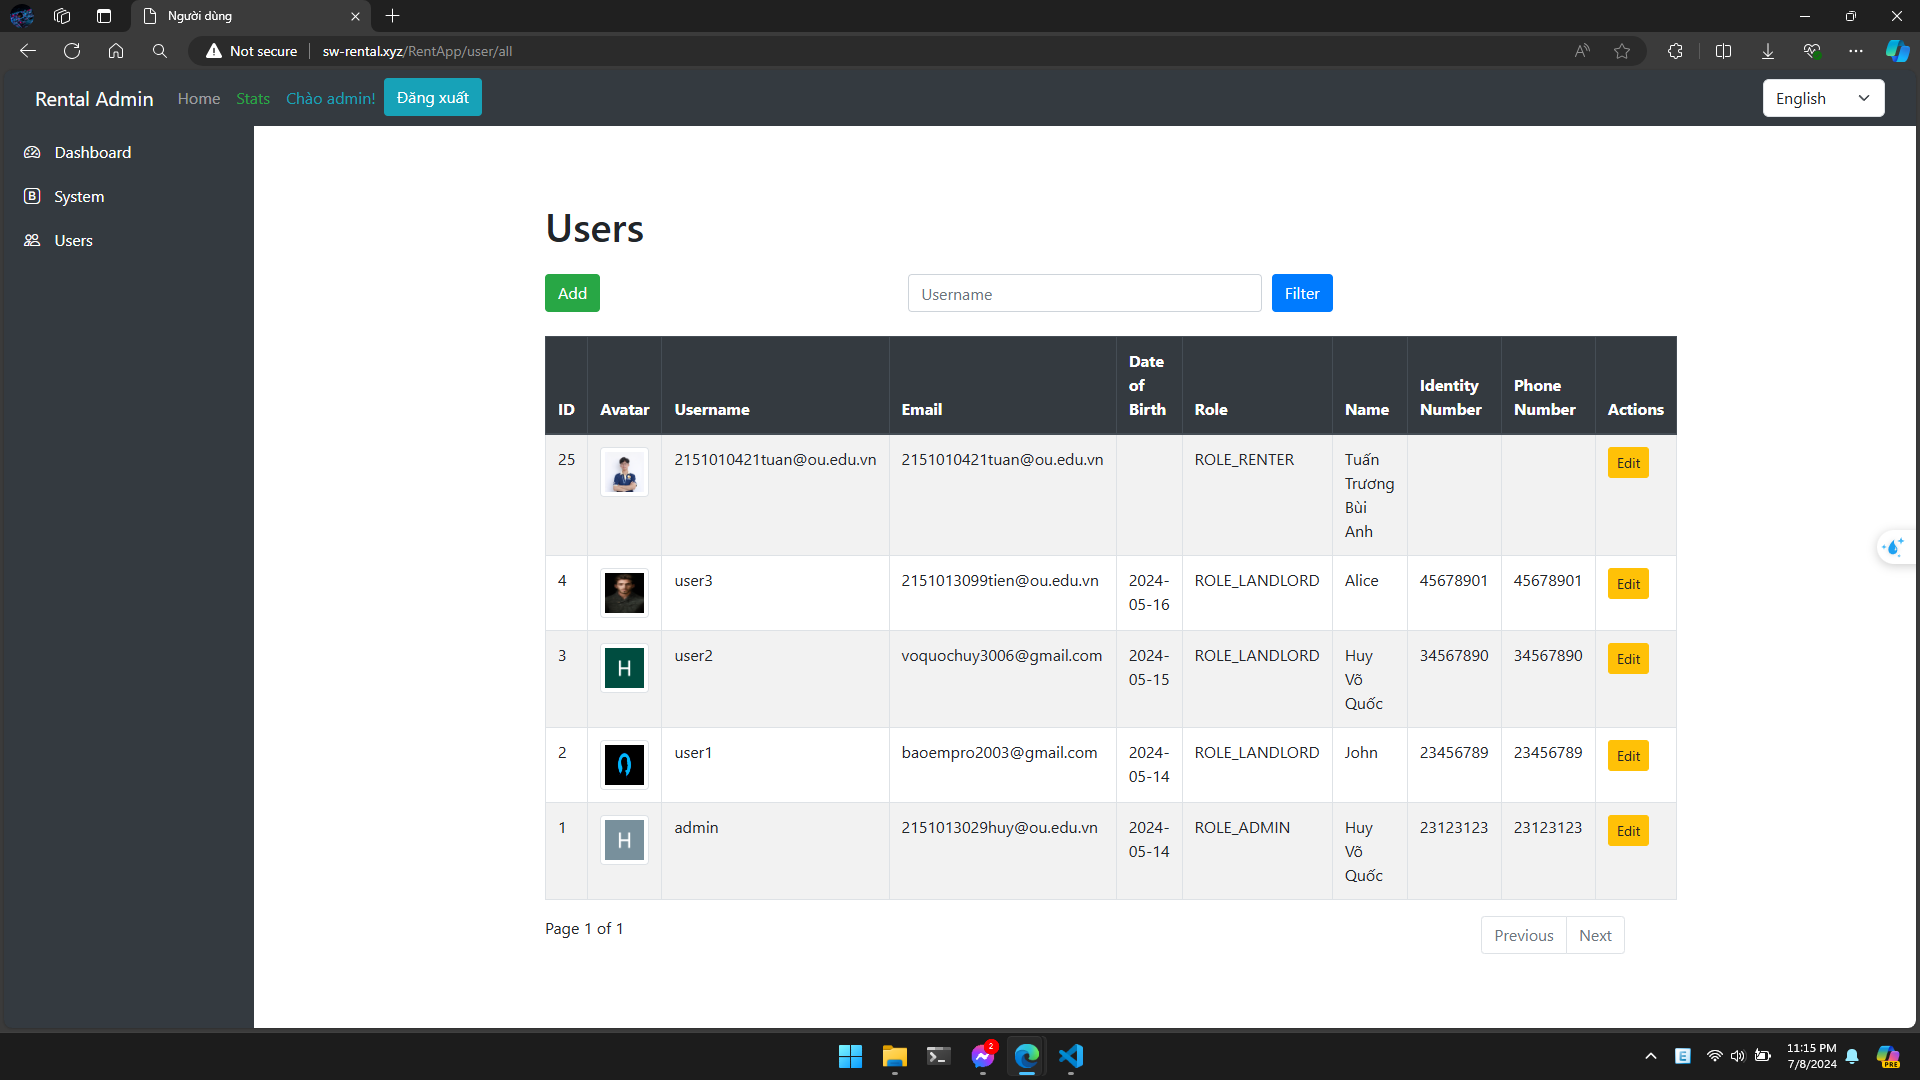 Người dùng
Not secure
sw-rental.xyz/RentApp/user/all
Rental Admin
Home
Stats
Chào admin!
Đăng xuất
English
Dashboard
B
System
Users
Users
Add
Username
Filter
ID
Avatar
Username
Email
Date
of
Birth
Role
Name
Identity
Number
Phone
Number
Actions
25
2151010421tuan@ou.edu.vn
2151010421tuan@ou.edu.vn
ROLE_RENTER
Tuấn
Trương
Bùi
Anh
Edit
4
user3
2151013099tien@ou.edu.vn
2024-
05-16
ROLE_LANDLORD
Alice
45678901
45678901
Edit
3
H
user2
voquochuy3006@gmail.com
2024-
05-15
ROLE_LANDLORD
Huy
Võ
Quốc
34567890
34567890
Edit
2
user1
baoempro2003@gmail.com
2024-
05-14
ROLE_LANDLORD
John
23456789
23456789
Edit
1
H
admin
2151013029huy@ou.edu.vn
2024-
05-14
ROLE_ADMIN
Huy
Võ
Quốc
23123123
23123123
Edit
Page 1 of 1
Previous
Next
2
E
11:15 PM
7/8/2024
PRE